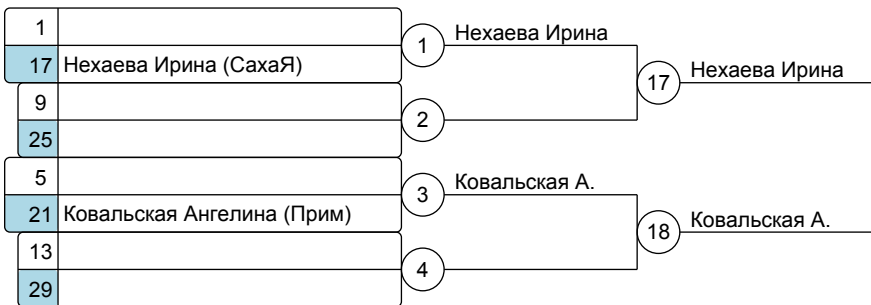 1
17 Нехаева Ирина (СахаЯ)
1 Нехаева Ирина
9
25
2
17 Нехаева Ирина
5
21 Ковальская Ангелина (Прим)
3 Ковальская А.
13
29
4
18 Ковальская А.